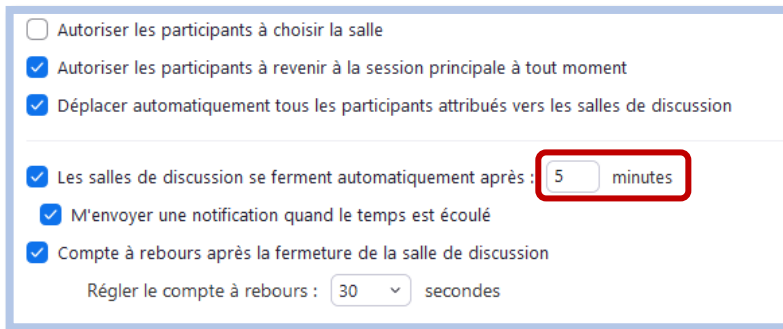 Autoriser les participants à choisir la salle
Autoriser les participants à revenir à la session principale à tout moment
Déplacer automatiquement tous les participants attribués vers les salles de discussion
Les salles de discussion se ferment automatiquement après : 5 minutes
M'envoyer une notification quand le temps est écoulé
Compte à rebours après la fermeture de la salle de discussion
Régler le compte à rebours : 30 secondes